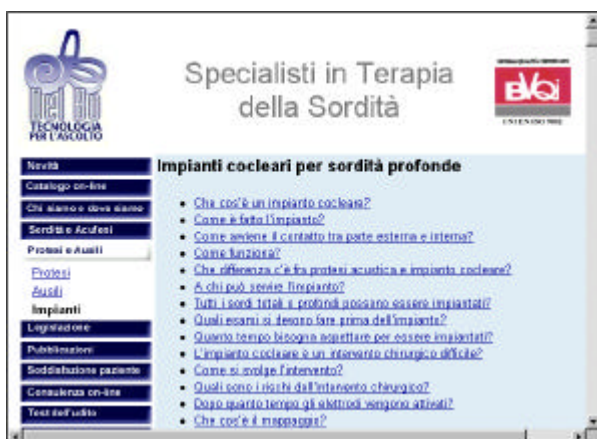 Specialisti in Terapia
della Sordità
Del Bo
TECNOLOGIA
PER L'ASCOLTO
BVQi
Novità
Catalogo on-line
Chi siamo e dove siamo
Sordità e Acufeni
Protesi e Ausili
Protesi
Ausili
Impianti
Legislazione
Pubblicazioni
Soddisfazione paziente
Consulenza on-line
Test dell'udito
Impianti cocleari per sordità profonde
Che cos'è un impianto cocleare?
Come è fatto l'impianto?
Come avviene il contatto tra parte esterna e interna?
Come funziona?
Che differenza c'è fra protesi acustica e impianto cocleare?
A chi può servire l'impianto?
Tutti i sordi totali o profondi possono essere impiantati?
Quali esami si devono fare prima dell'impianto?
Quanto tempo bisogna aspettare per essere impiantati?
L'impianto cocleare è un intervento chirurgico difficile?
Come si svolge l'intervento?
Quali sono i rischi dell'intervento chirurgico?
Dopo quanto tempo gli elettrodi vengono attivati?
Che cos'è il mappaggio?